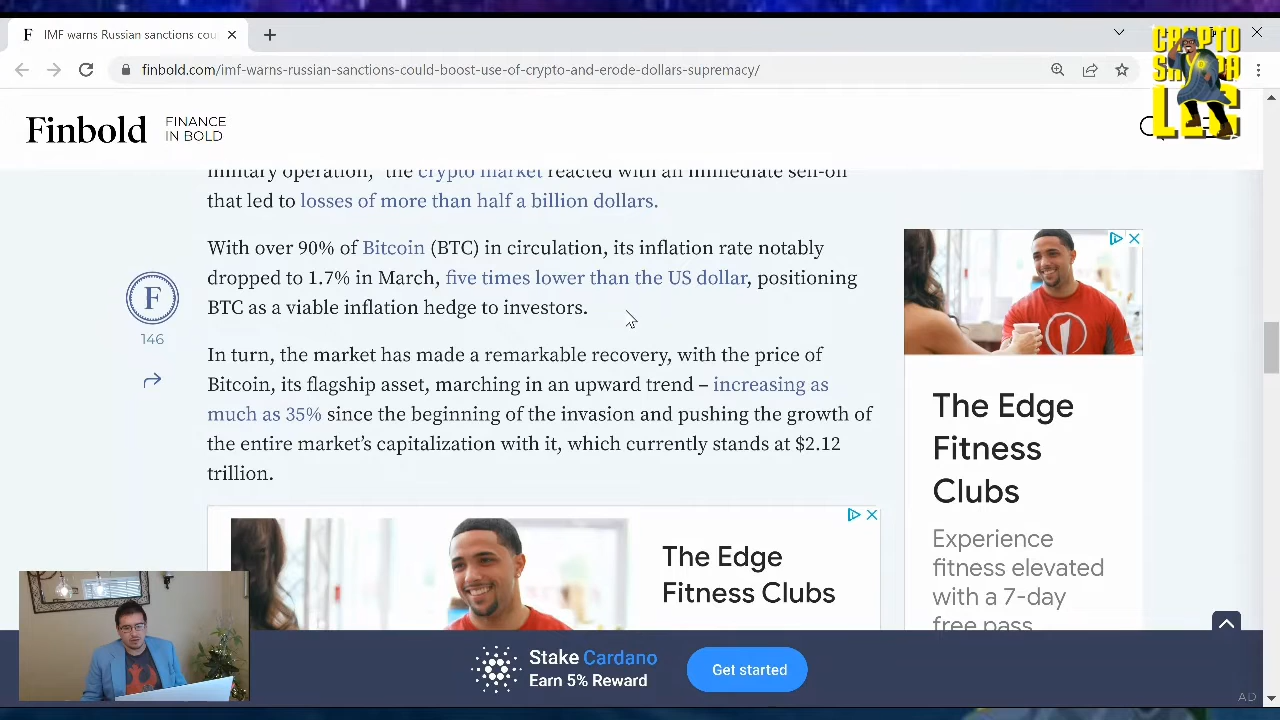 IMF warns Russian sanctions cou
finbold.com/imf-warns-russian-sanctions-could-boost-use-of-crypto-and-erode-dollars-supremacy/
CRYPTO
Finbold
FINANCE
IN BOLD
military operation," the crypto market reacted with an immediate sell-off
that led to losses of more than half a billion dollars.
With over 90% of Bitcoin (BTC) in circulation, its inflation rate notably
dropped to 1.7% in March, five times lower than the US dollar, positioning
BTC as a viable inflation hedge to investors.
146
In turn, the market has made a remarkable recovery, with the price of
Bitcoin, its flagship asset, marching in an upward trend – increasing as
much as 35% since the beginning of the invasion and pushing the growth of
the entire market's capitalization with it, which currently stands at $2.12
trillion.
The Edge
Fitness
Clubs
Experience
fitness elevated
with a 7-day
free pass
The Edge
Fitness Clubs
Stake Cardano
Earn 5% Reward
Get started
AD